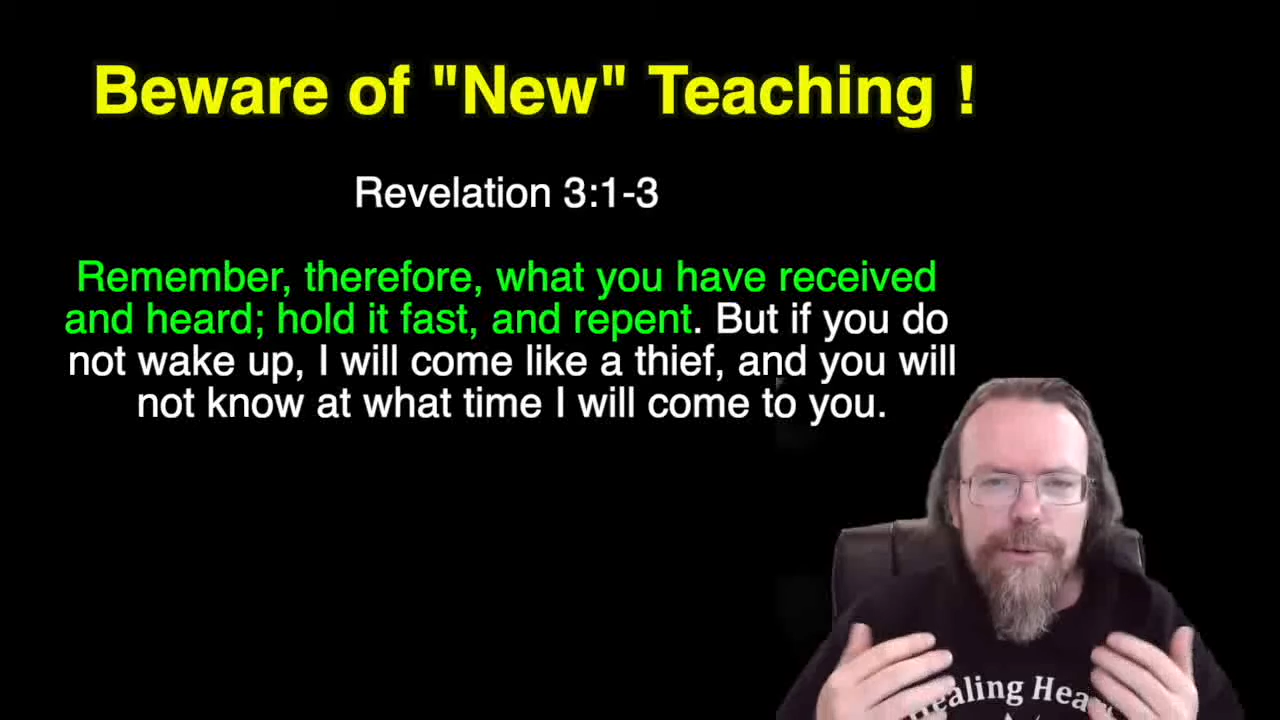 Beware of "New" Teaching !
Revelation 3:1-3
Remember, therefore, what you have received
and heard; hold it fast, and repent. But if you do
not wake up, I will come like a thief, and you will
not know at what time I will come to you.